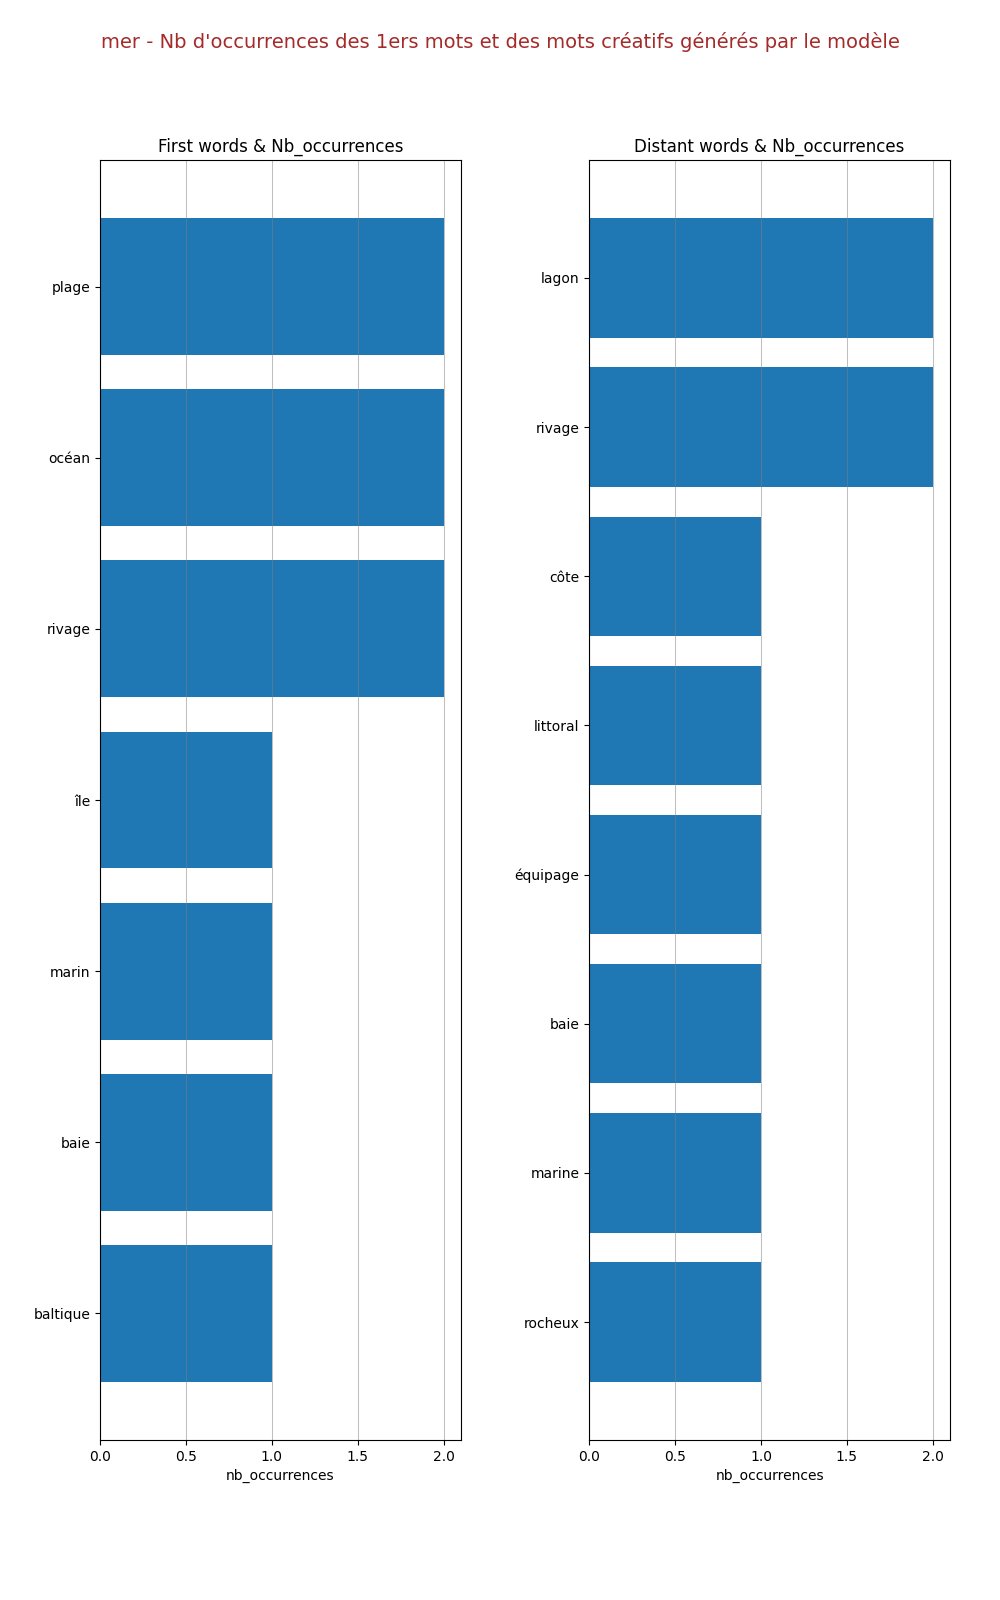 mer - Nb d'occurrences des 1ers mots et des mots créatifs générés par le modèle
First words & Nb_occurrences
plage
océan
rivage
île
marin
baie
baltique
0.0 0.5 1.0 1.5 2.0
nb_occurrences
Distant words & Nb_occurrences
lagon
rivage
côte
littoral
équipage
baie
marine
rocheux
0.0 0.5 1.0 1.5 2.0
nb_occurrences